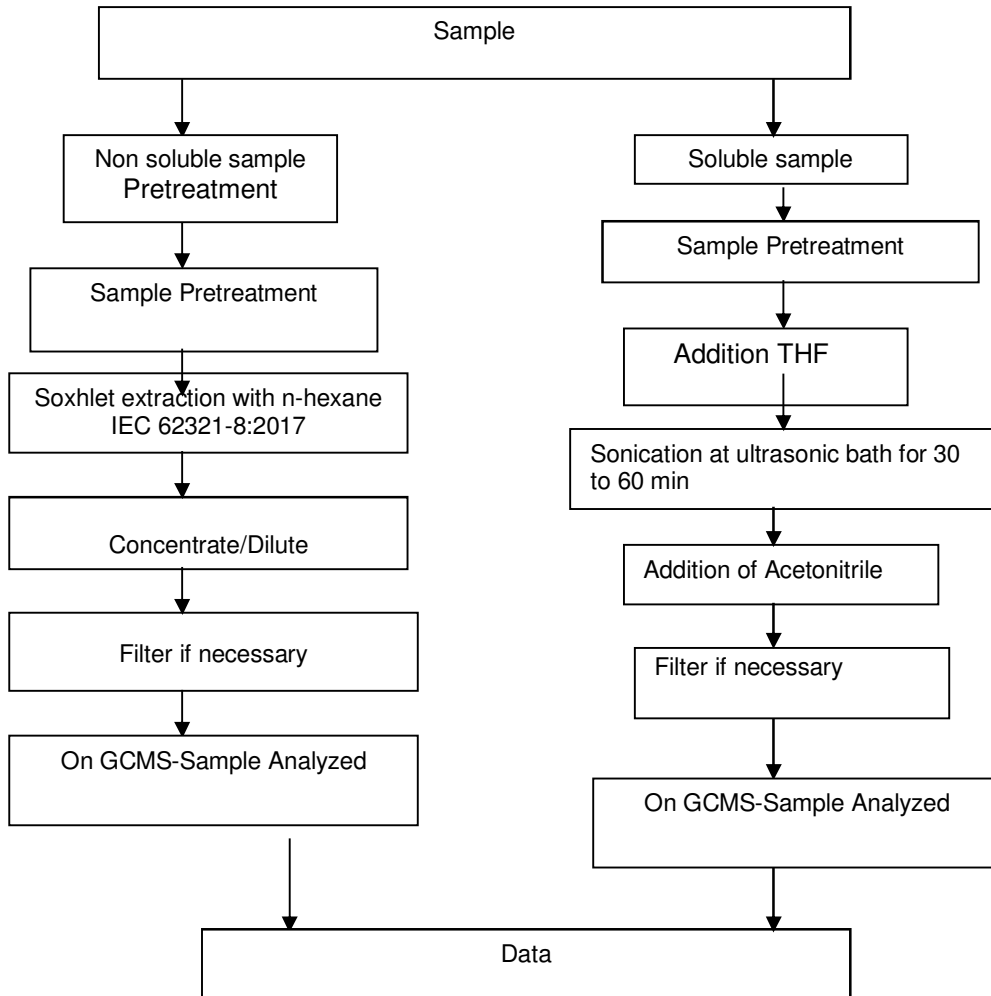 Sample
Non soluble sample
Pretreatment
Sample Pretreatment
Soxhlet extraction with n-hexane
IEC 62321-8:2017
Concentrate/Dilute
Filter if necessary
On GCMS-Sample Analyzed
Soluble sample
Sample Pretreatment
Addition THF
Sonication at ultrasonic bath for 30
to 60 min
Addition of Acetonitrile
Filter if necessary
On GCMS-Sample Analyzed
Data